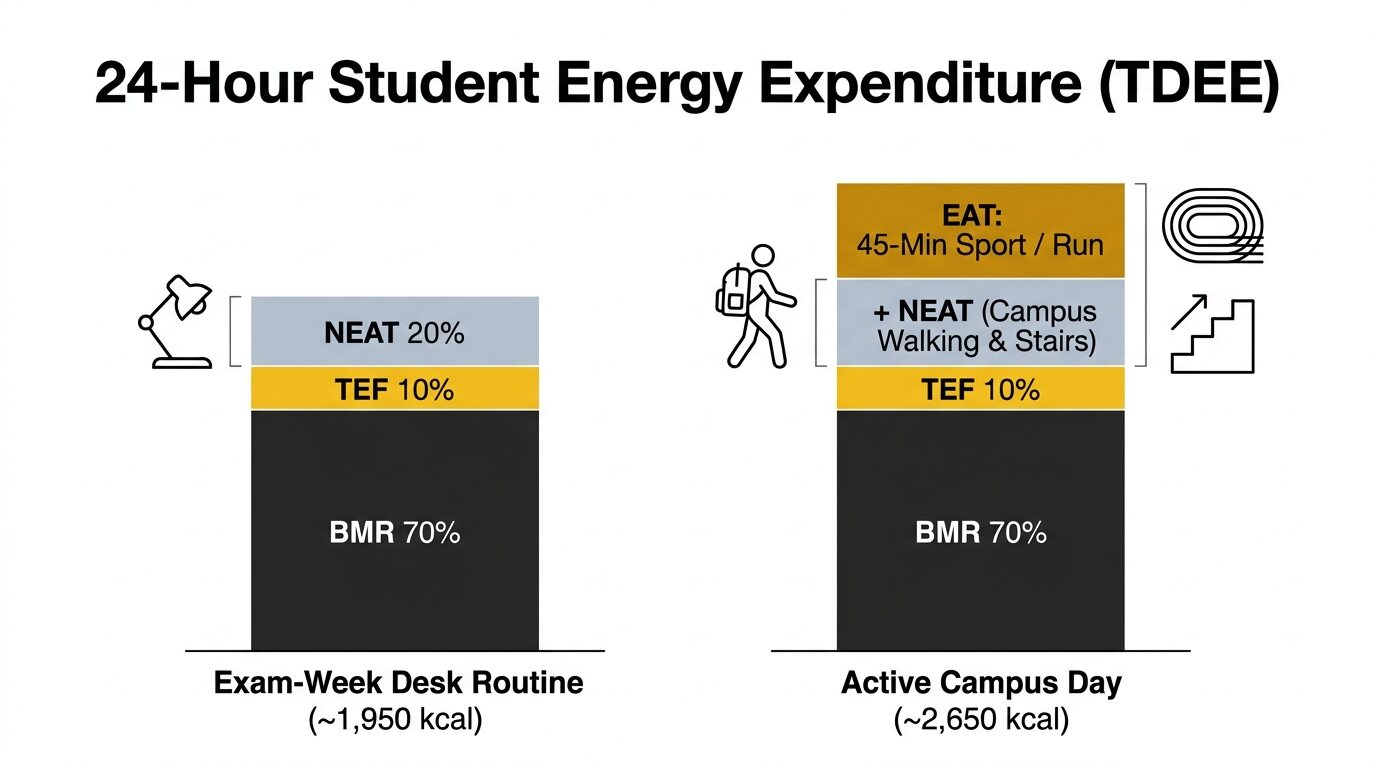 24-Hour Student Energy Expenditure (TDEE)
NEAT 20%
TEF 10%
BMR 70%
Exam-Week Desk Routine
(~1,950 kcal)
EAT:
45-Min Sport / Run
+ NEAT (Campus
Walking & Stairs)
TEF 10%
BMR 70%
Active Campus Day
(~2,650 kcal)